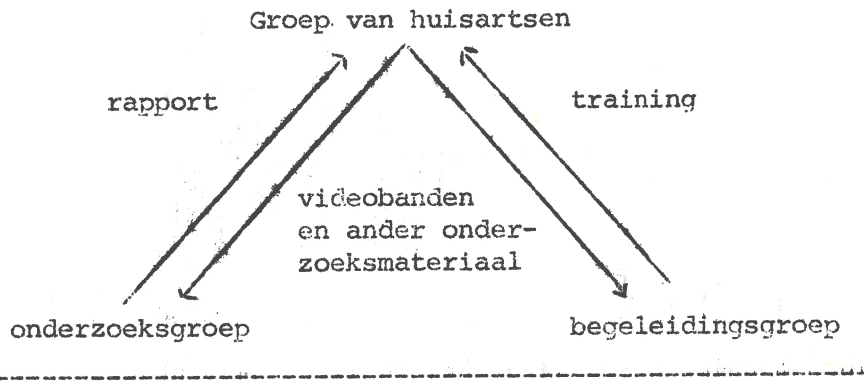 Groep van huisartsen
rapport
training
videobanden
en ander onder-
zoeksmateriaal
onderzoeksgroep
begeleidingsgroep